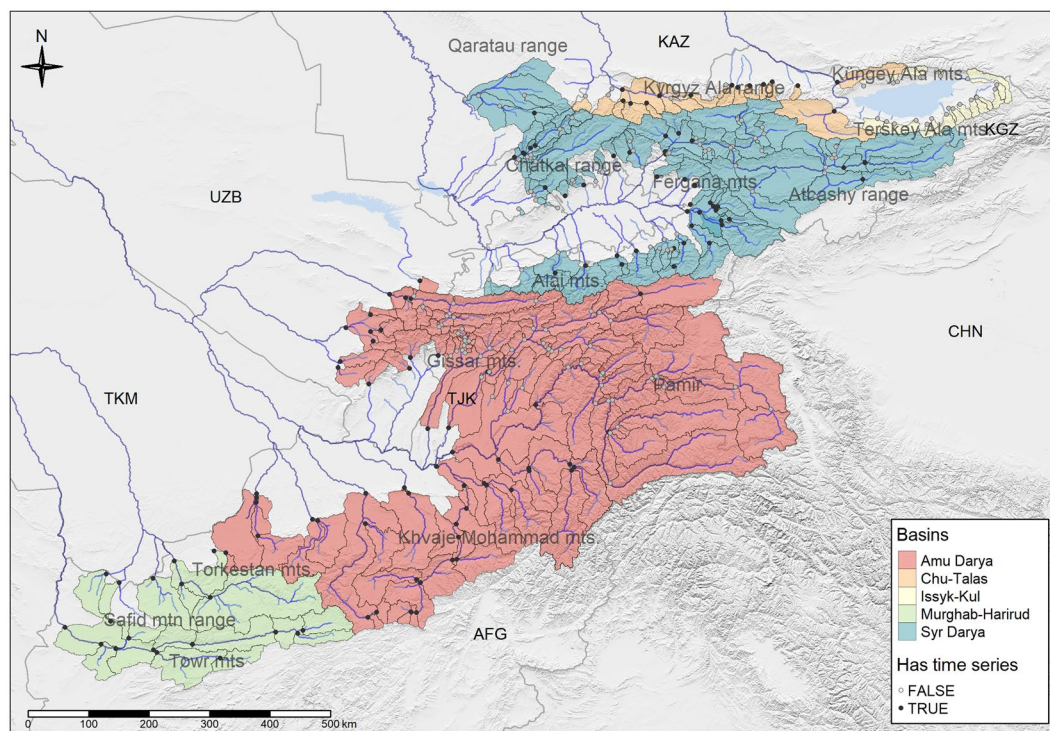 N
Qaratau range
KAZ
Küngey Ala mts.
Kyrgyz Ala range
Terskey Ala mts.
KGZ
Chatkal range
Fergana mts.
Atbashy range
UZB
Alai mts.
CHN
Gissar mts.
Pamir
TKM
TJK
Khvaje Mohammad mts.
Torkestan mts.
Safid mtn range
AFG
Towr mts
Basins
Amu Darya
Chu-Talas
Issyk-Kul
Murghab-Harirud
Syr Darya
Has time series
FALSE
TRUE
0 100 200 300 400 500 km